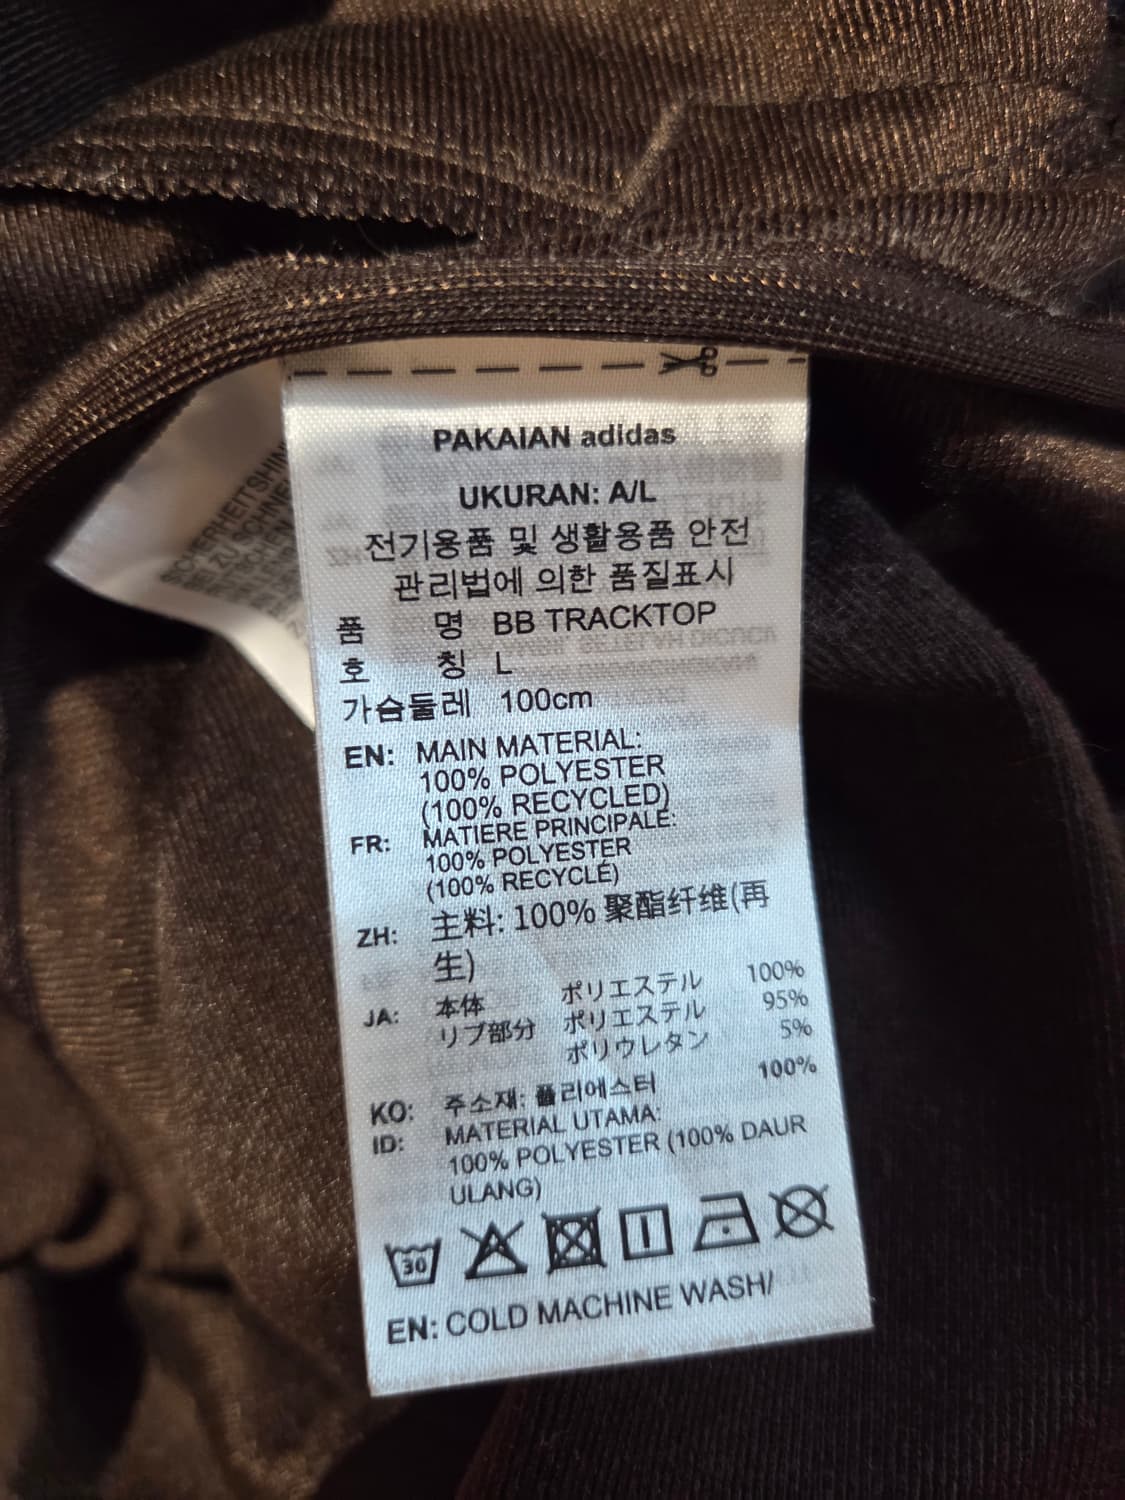 PAKAIAN adidas
UKURAN: A/L
전기용품 및 생활용품 안전
관리법에 의한 품질표시
품 명 BB TRACKTOP
호 칭 L
가슴둘레 100cm
EN: MAIN MATERIAL:
100% POLYESTER
(100% RECYCLED)
FR: MATIERE PRINCIPALE:
100% POLYESTER
(100% RECYCLÉ)
ZH: 主料: 100% 聚酯纤维(再
生)
JA: 本体 ポリエステル 100%
リブ部分 ポリエステル 95%
ポリウレタン 5%
KO: 주소재: 폴리에스터 100%
ID: MATERIAL UTAMA:
100% POLYESTER (100% DAUR
ULANG)
30
EN: COLD MACHINE WASH/